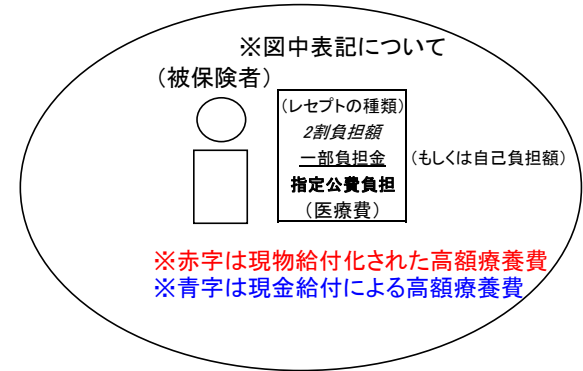 ※図中表記について
（被保険者）
（レセプトの種類）
2割負担額
一部負担金 （もしくは自己負担額）
指定公費負担
（医療費）
※赤字は現物給付化された高額療養費
※青字は現金給付による高額療養費